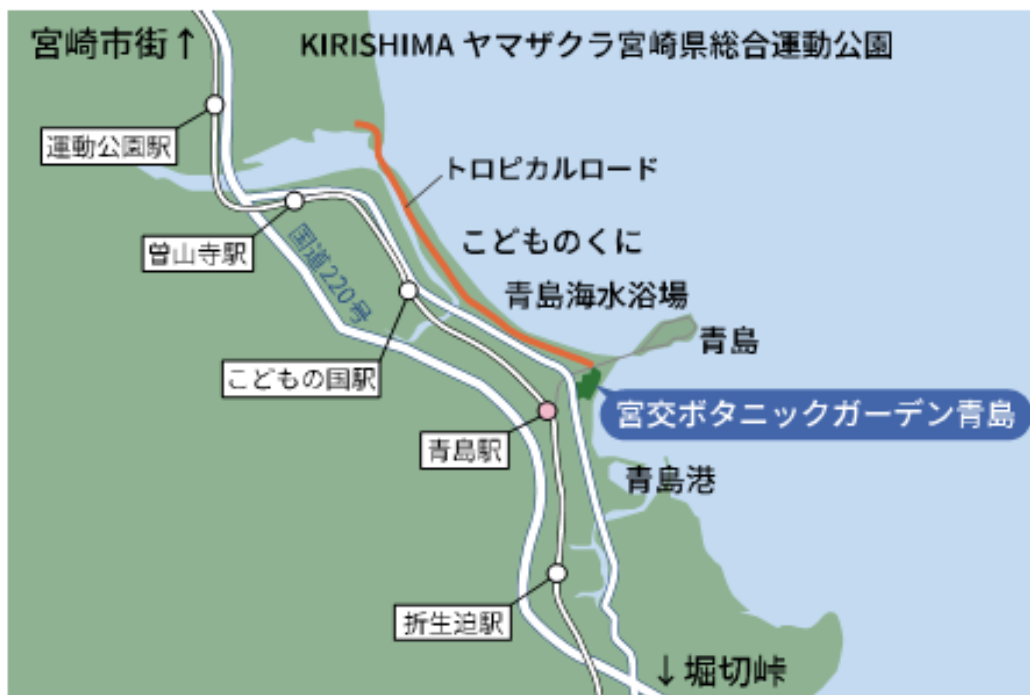 宮崎市街↑
KIRISHIMA ヤマザクラ宮崎県総合運動公園
運動公園駅
トロピカルロード
曽山寺駅
こどものくに
国道220号
青島海水浴場
青島
こどもの国駅
宮交ボタニックガーデン青島
青島駅
青島港
折生迫駅
↓堀切峠